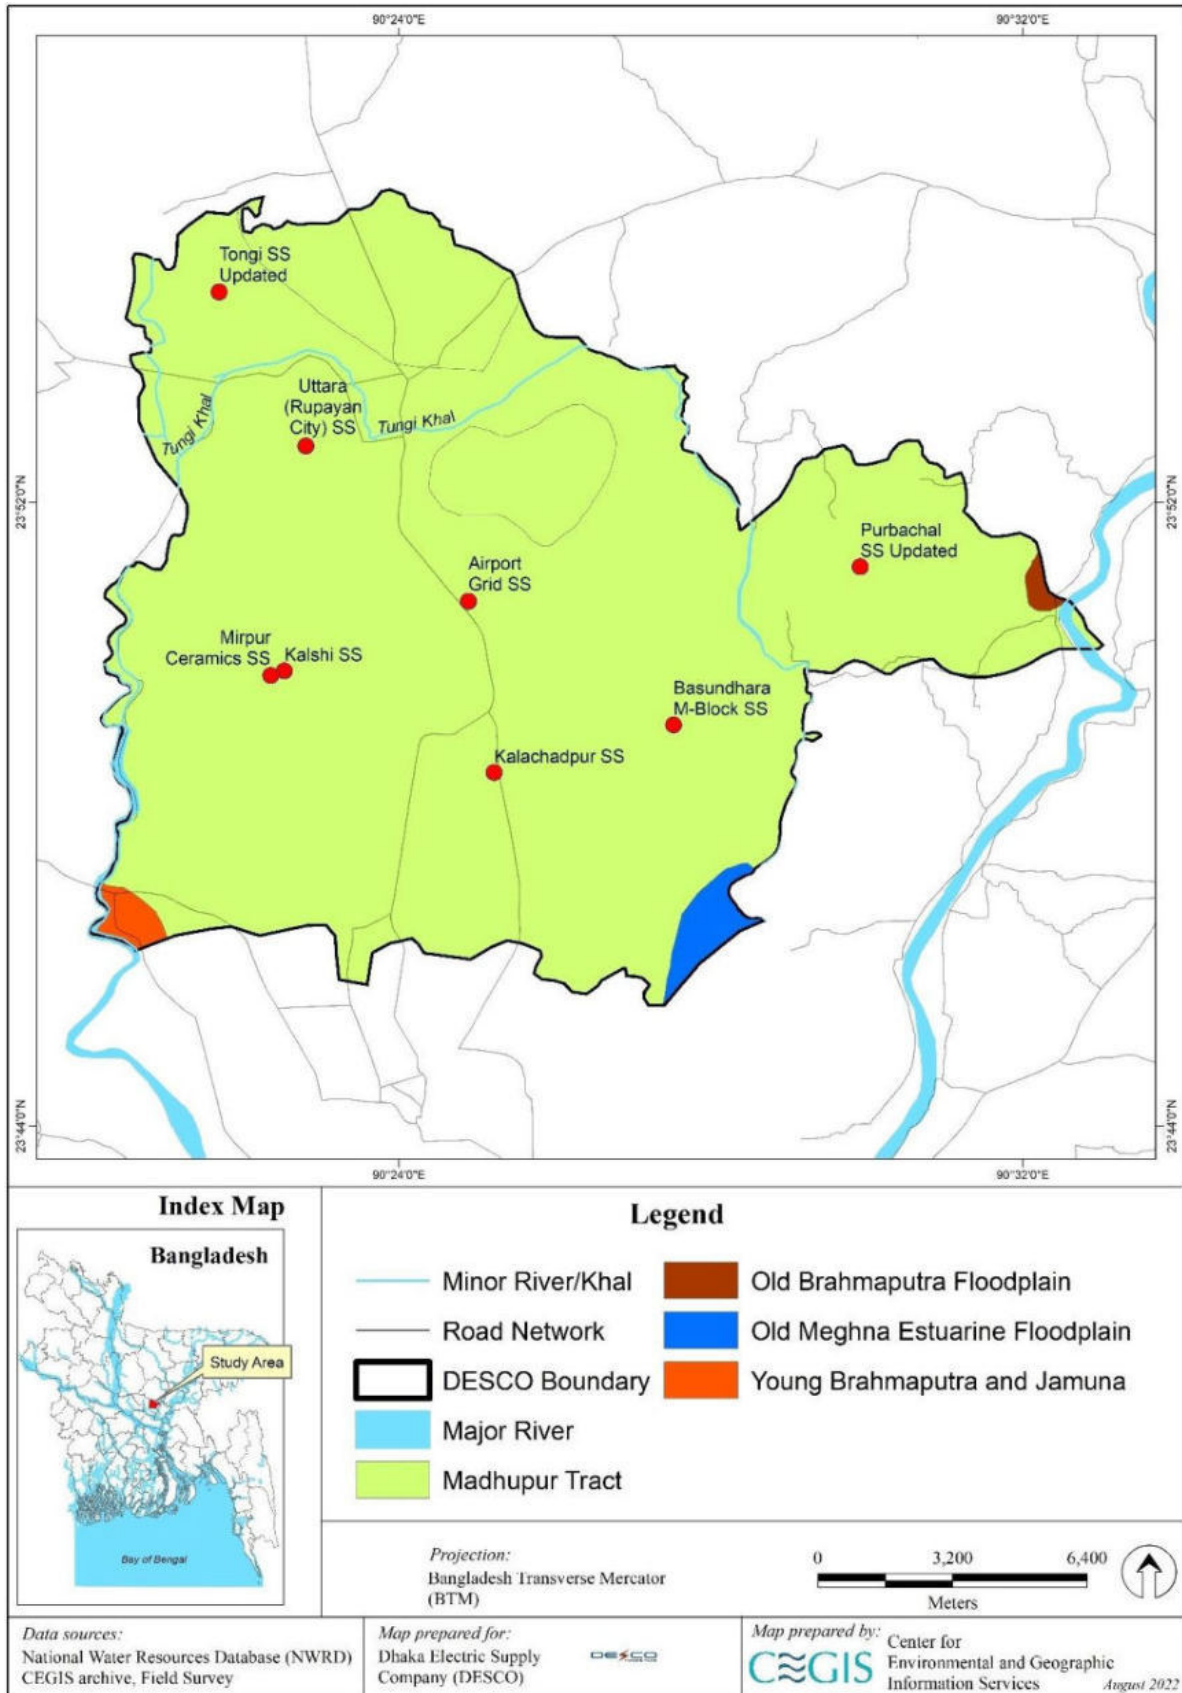 90°24'0"E
90°32'0"E
Tongi SS
Updated
Uttara
(Rupayan
City) SS
Tungi Khal
Tungi Khal
23°52'0"N
23°52'0"N
Purbachal
SS Updated
Airport
Grid SS
Mirpur
Ceramics SS
Kalshi SS
Basundhara
M-Block SS
Kalachadpur SS
23°44'0"N
23°44'0"N
90°24'0"E
90°32'0"E
Index Map
Bangladesh
Study Area
Bay of Bengal
Legend
Minor River/Khal
Road Network
DESCO Boundary
Major River
Madhupur Tract
Old Brahmaputra Floodplain
Old Meghna Estuarine Floodplain
Young Brahmaputra and Jamuna
Projection:
Bangladesh Transverse Mercator
(BTM)
0 3,200 6,400
Meters
Data sources:
National Water Resources Database (NWRD)
CEGIS archive, Field Survey
Map prepared for:
Dhaka Electric Supply
Company (DESCO)
DESCO
Map prepared by:
CEGIS
Center for
Environmental and Geographic
Information Services
August 2022